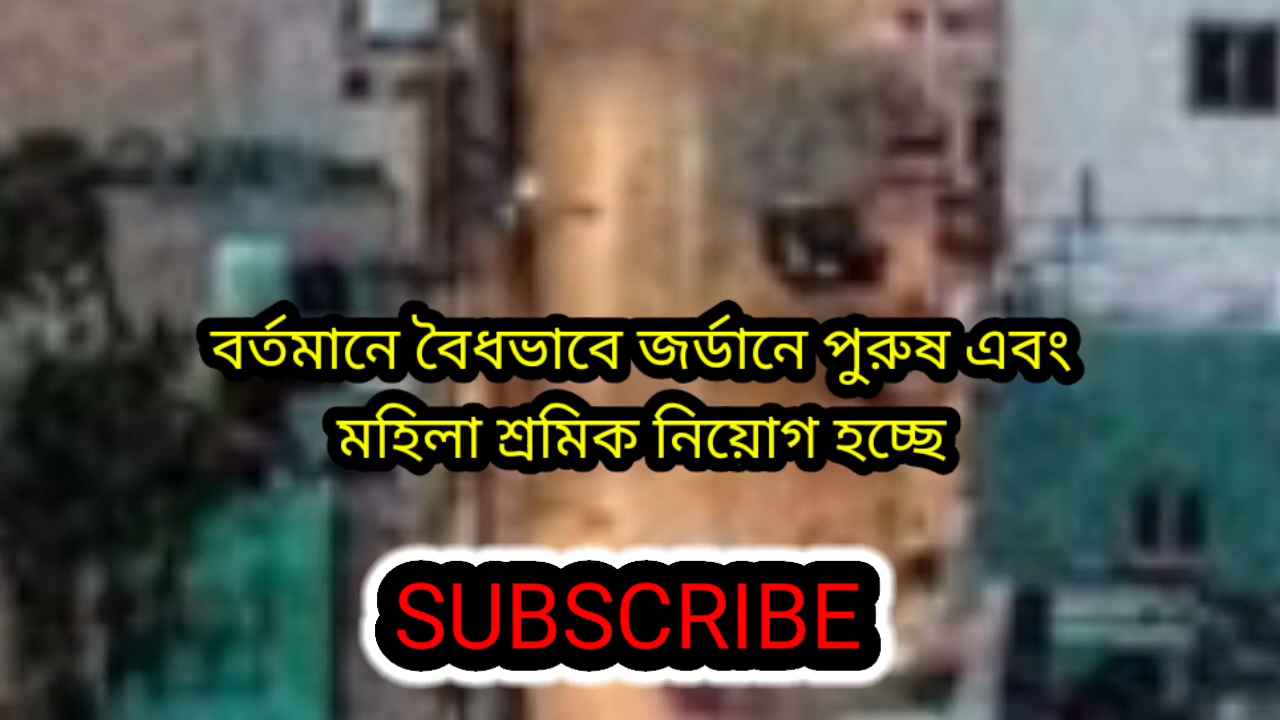 বর্তমানে বৈধভাবে জর্ডানে পুরুষ এবং
মহিলা শ্রমিক নিয়োগ হচ্ছে
SUBSCRIBE